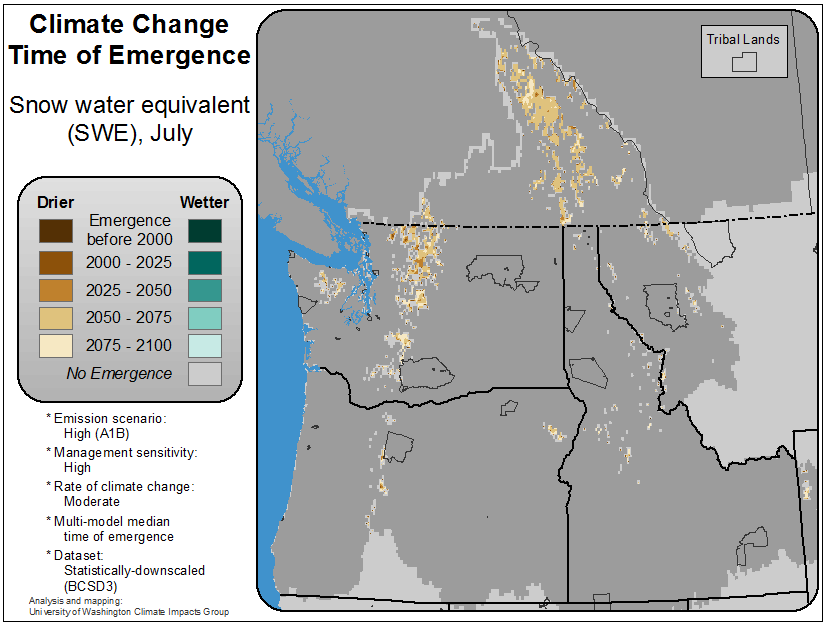 Climate Change
Time of Emergence
Snow water equivalent
(SWE), July
Drier
Wetter
Emergence
before 2000
2000 - 2025
2025 - 2050
2050 - 2075
2075 - 2100
No Emergence
* Emission scenario:
High (A1B)
* Management sensitivity:
High
* Rate of climate change:
Moderate
* Multi-model median
time of emergence
* Dataset:
Statistically-downscaled
(BCSD3)
Analysis and mapping:
University of Washington Climate Impacts Group
Tribal Lands